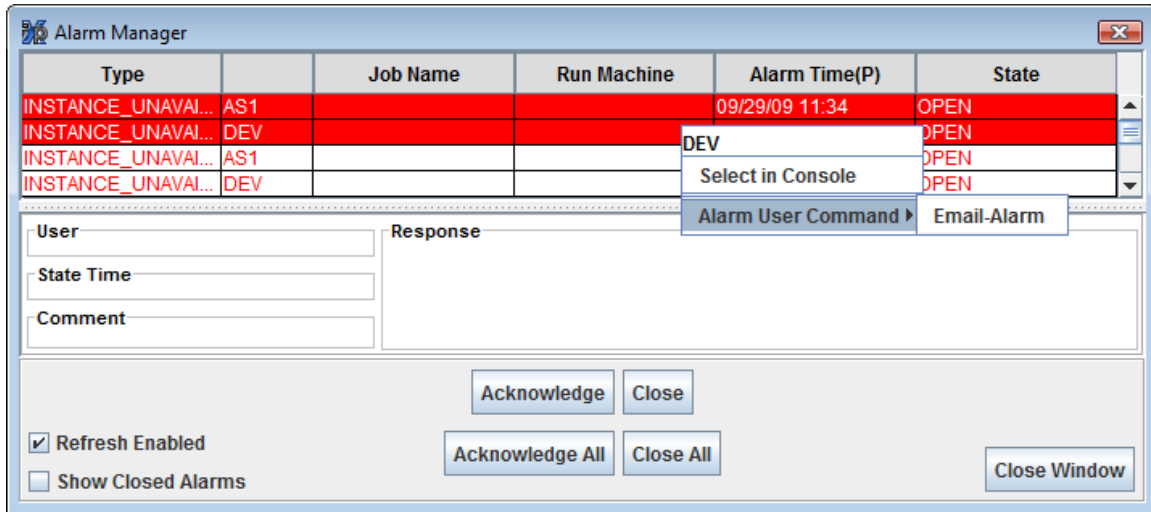 Alarm Manager
Type Job Name Run Machine Alarm Time(P) State
INSTANCE_UNAVAI... AS1 09/29/09 11:34 OPEN
INSTANCE_UNAVAI... DEV OPEN
INSTANCE_UNAVAI... AS1 OPEN
INSTANCE_UNAVAI... DEV OPEN
DEV
Select in Console
Alarm User Command Email-Alarm
User Response
State Time
Comment
Acknowledge Close
Refresh Enabled
Acknowledge All Close All
Show Closed Alarms
Close Window